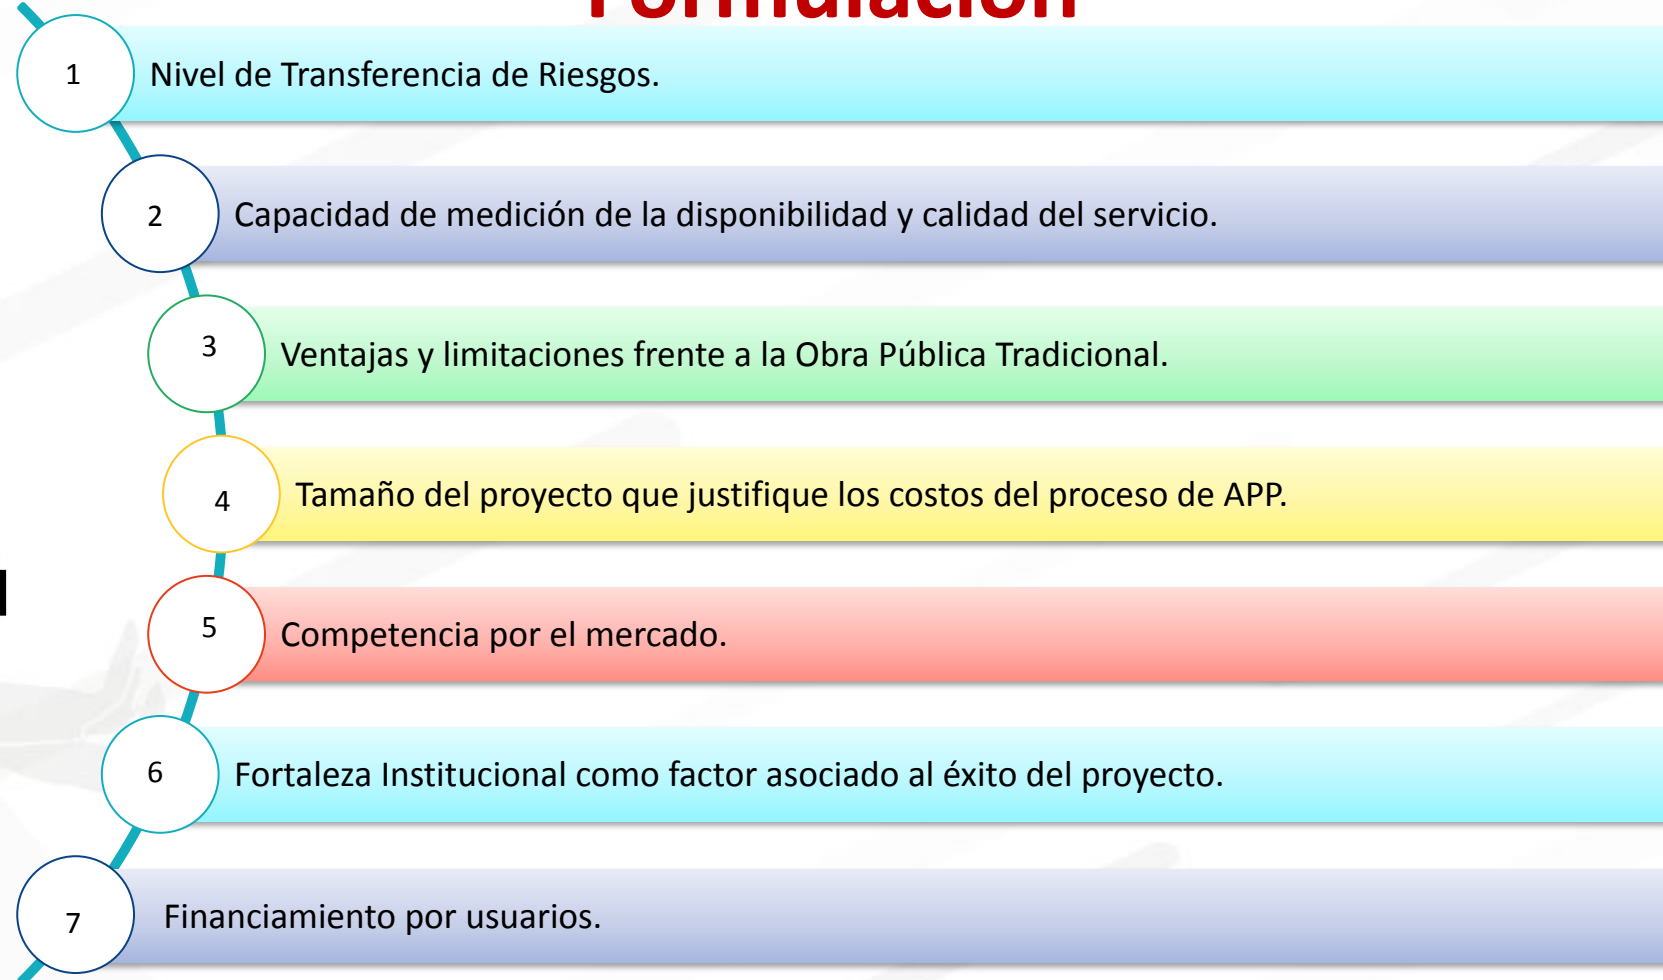 Formulación
1 Nivel de Transferencia de Riesgos.
2 Capacidad de medición de la disponibilidad y calidad del servicio.
3 Ventajas y limitaciones frente a la Obra Pública Tradicional.
4 Tamaño del proyecto que justifique los costos del proceso de APP.
5 Competencia por el mercado.
6 Fortaleza Institucional como factor asociado al éxito del proyecto.
7 Financiamiento por usuarios.